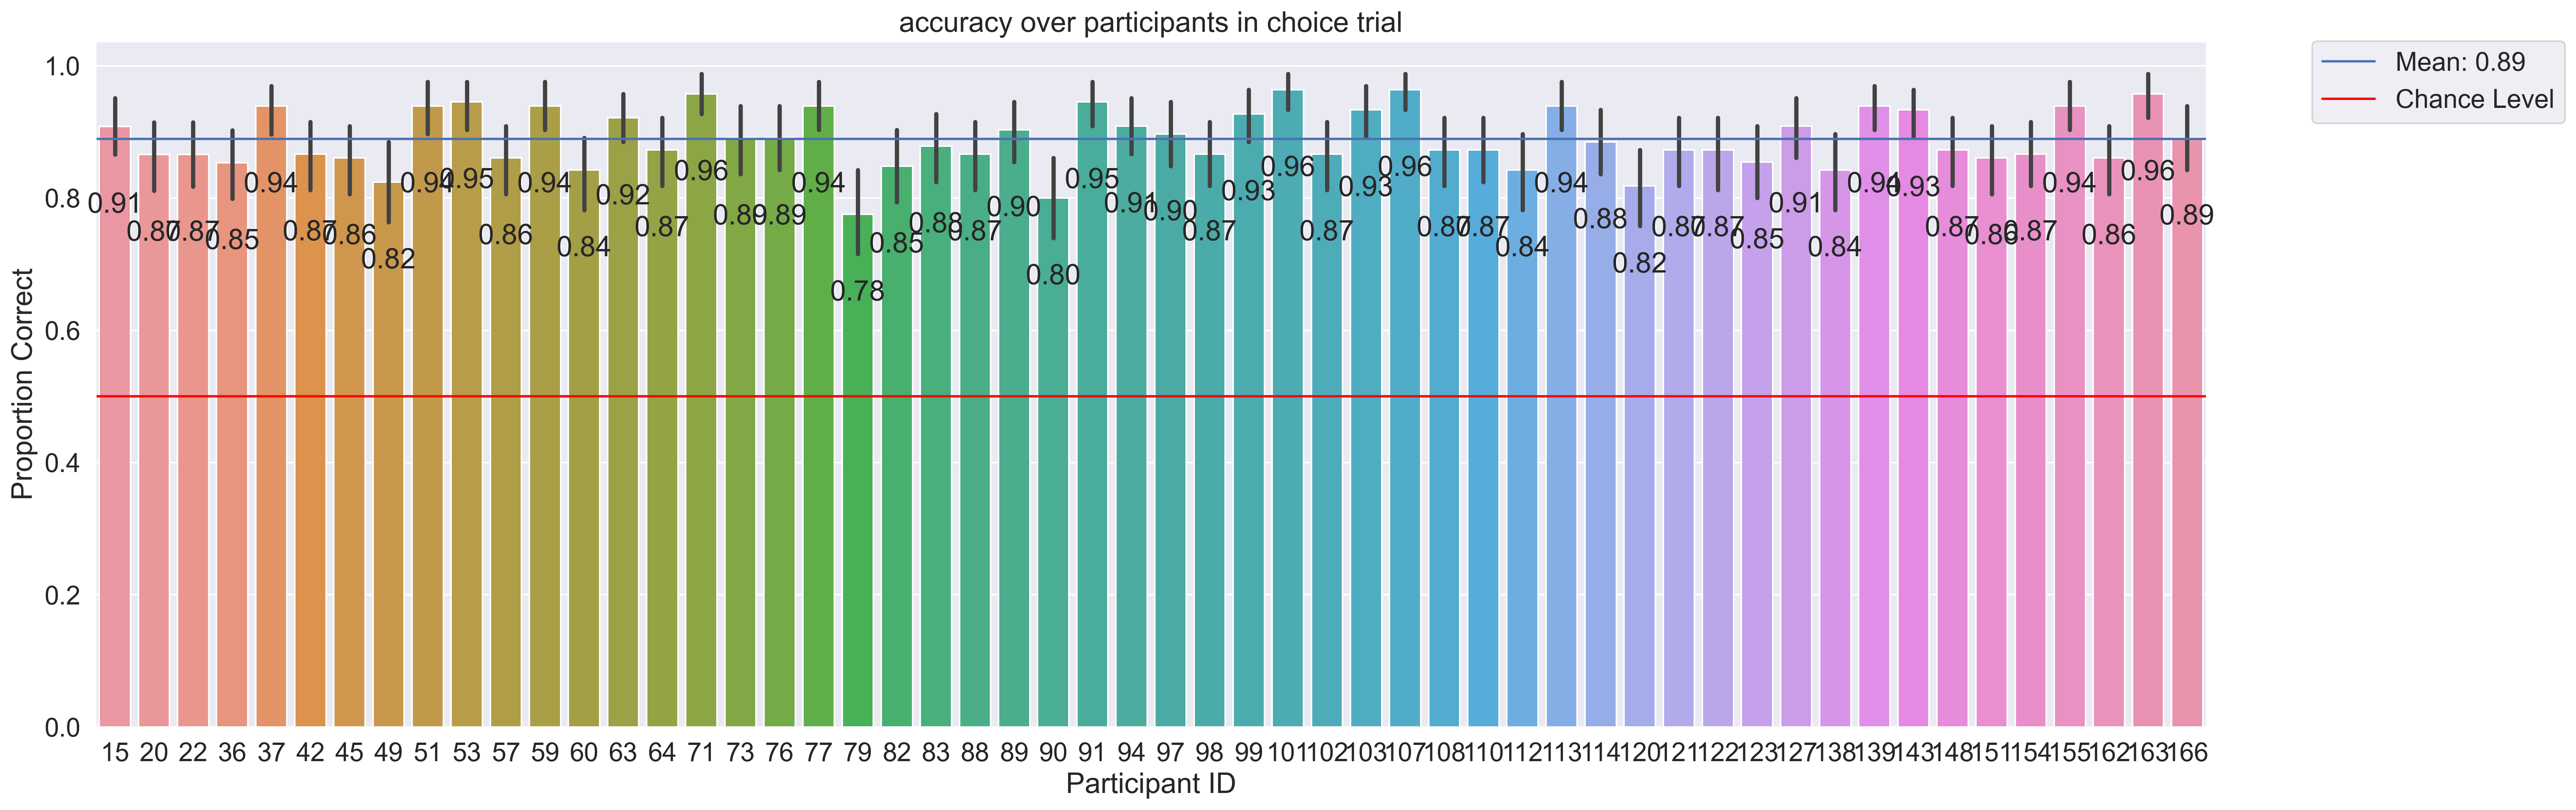 accuracy over participants in choice trial
Mean: 0.89
Chance Level
Proportion Correct
1.0
0.8
0.6
0.4
0.2
0.0
0.91 0.87 0.87 0.85 0.94 0.87 0.86 0.82 0.94 0.95 0.86 0.94 0.84 0.92 0.87 0.96 0.89 0.89 0.94 0.78 0.85 0.88 0.87 0.90 0.80 0.95 0.91 0.90 0.87 0.93 0.96 0.87 0.93 0.96 0.87 0.87 0.84 0.94 0.88 0.82 0.87 0.87 0.85 0.91 0.84 0.94 0.93 0.87 0.86 0.87 0.94 0.86 0.96 0.89
15 20 22 36 37 42 45 49 51 53 57 59 60 63 64 71 73 76 77 79 82 83 88 89 90 91 94 97 98 99 101 102 103 107 108 110 112 113 114 120 121 122 123 127 138 139 143 148 151 154 155 162 163 166
Participant ID